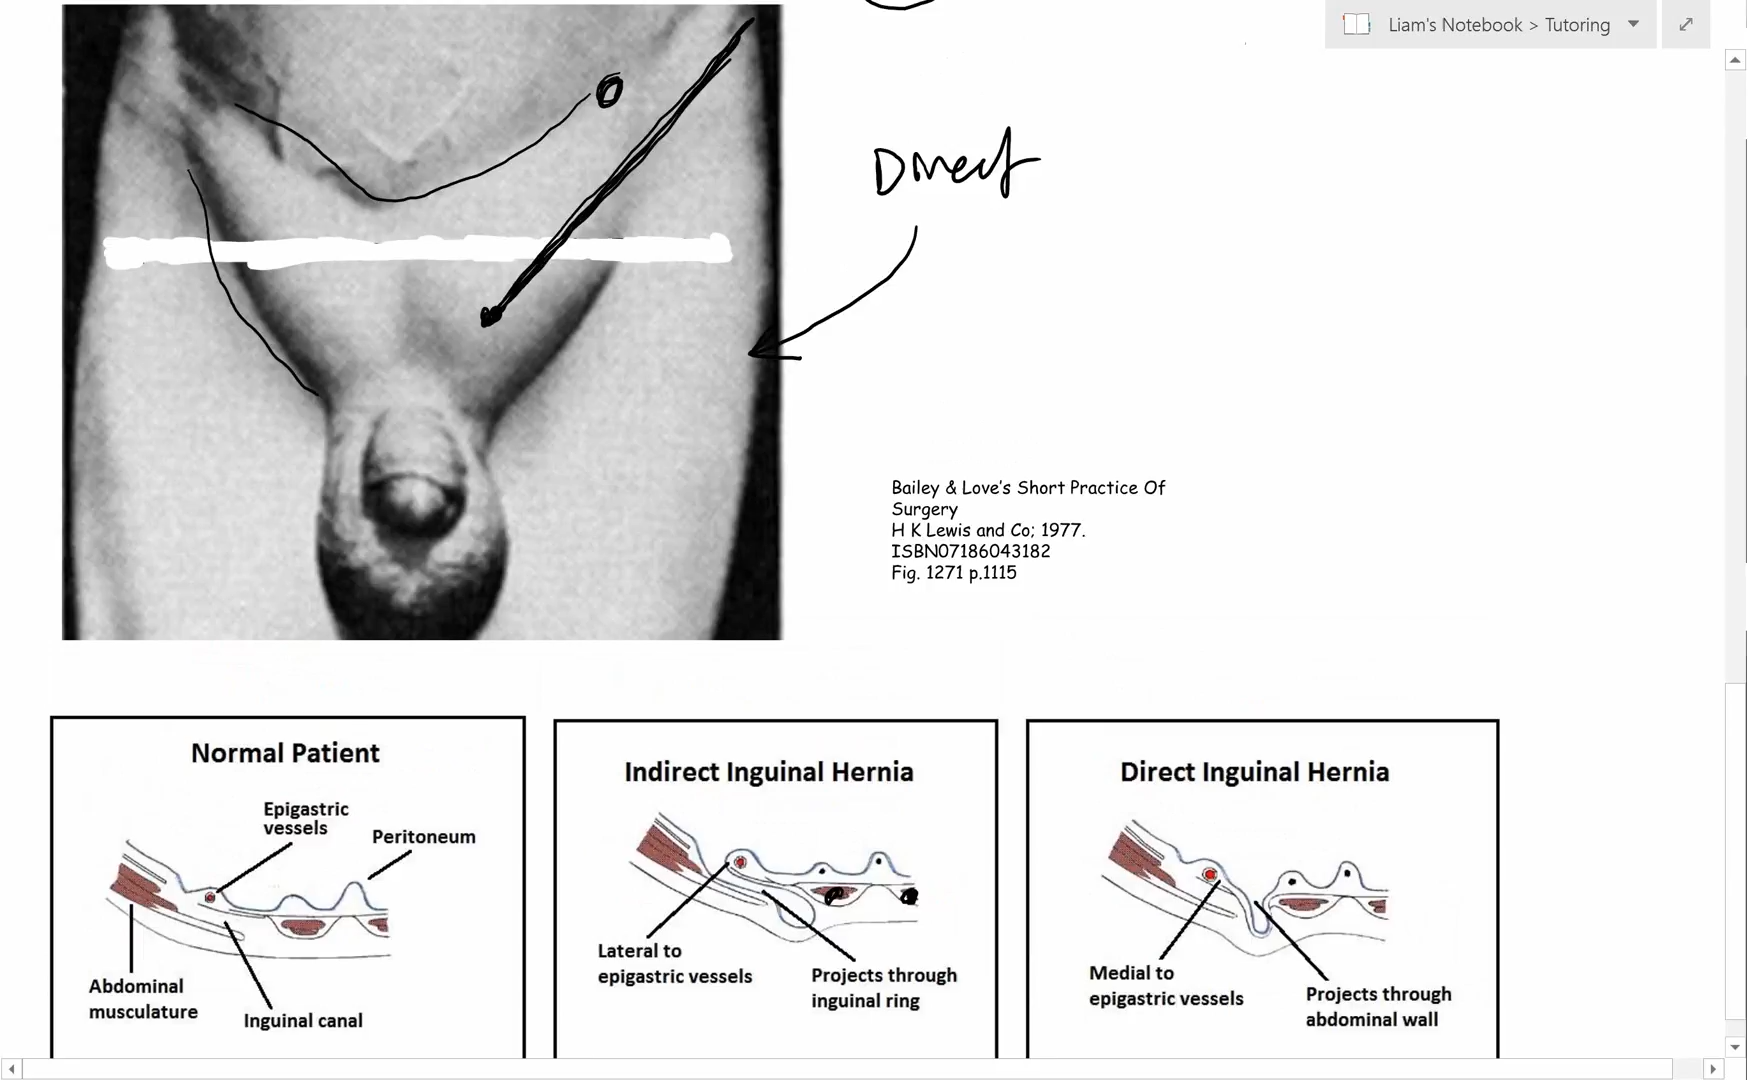 Liam's Notebook > Tutoring
Direct
Bailey & Love's Short Practice Of
Surgery
H K Lewis and Co; 1977.
ISBN07186043182
Fig. 1271 p.1115
Normal Patient
Epigastric
vessels
Peritoneum
Abdominal
musculature
Inguinal canal
Indirect Inguinal Hernia
Lateral to
epigastric vessels
Projects through
inguinal ring
Direct Inguinal Hernia
Medial to
epigastric vessels
Projects through
abdominal wall